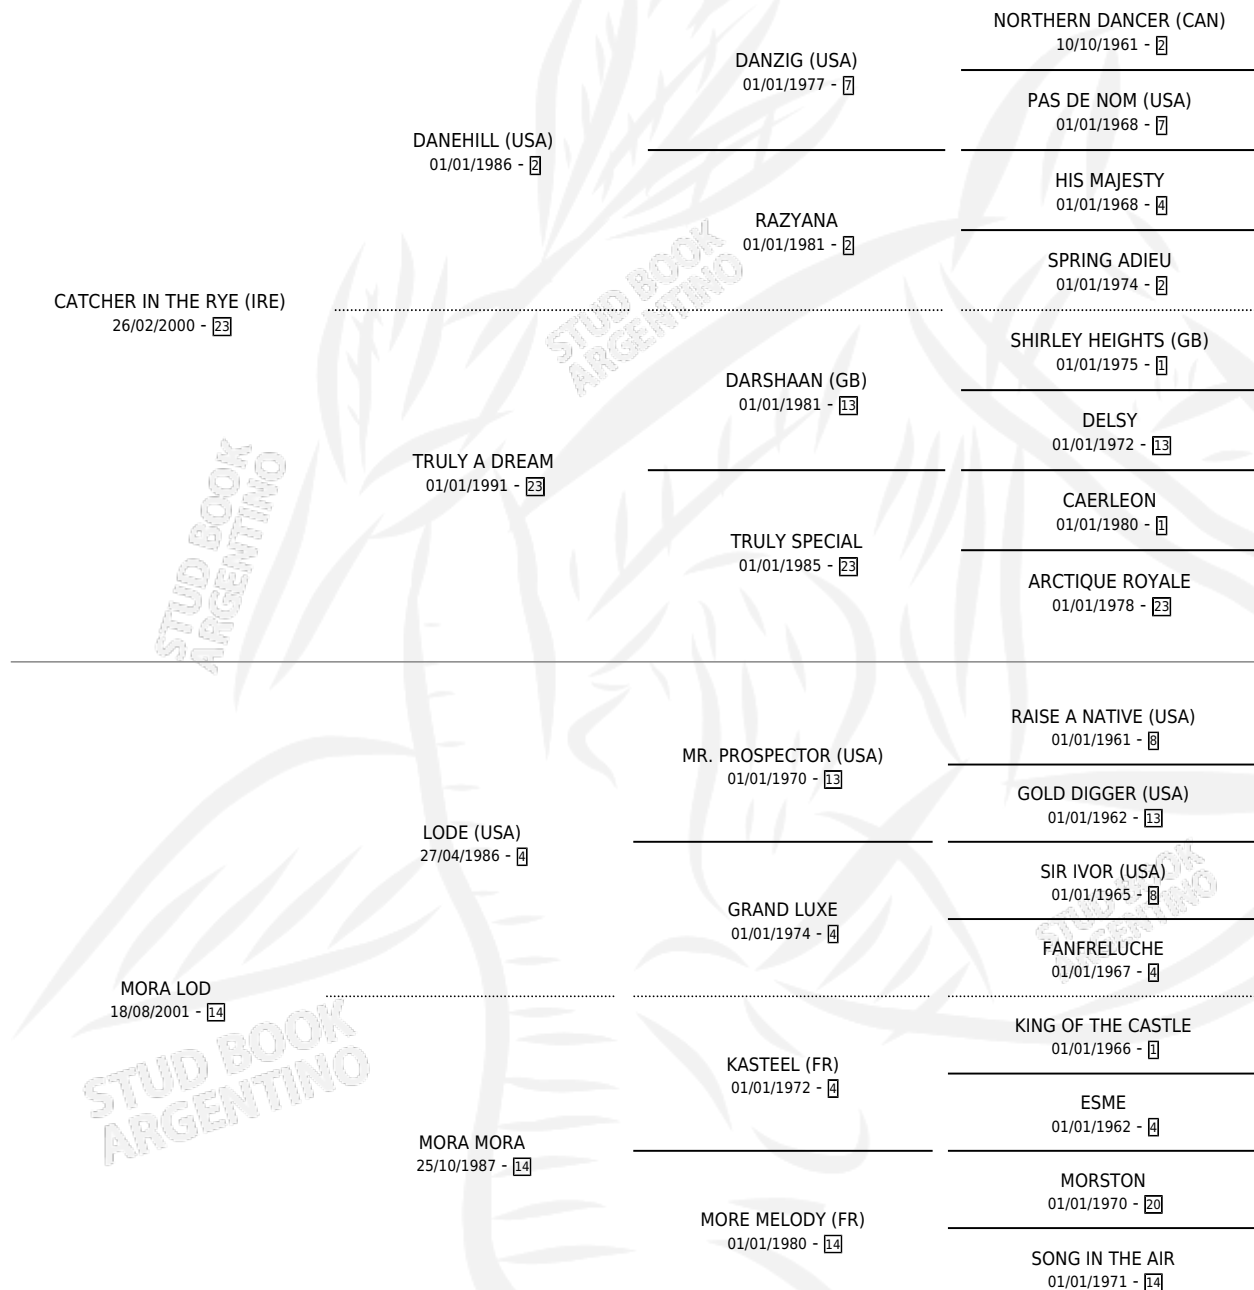 NORTHERN DANCER (CAN)
10/10/1961 - 2
DANZIG (USA)
01/01/1977 - 7
PAS DE NOM (USA)
01/01/1968 - 7
DANEHILL (USA)
01/01/1986 - 2
HIS MAJESTY
01/01/1968 - 4
RAZYANA
01/01/1981 - 2
SPRING ADIEU
01/01/1974 - 2
CATCHER IN THE RYE (IRE)
26/02/2000 - 23
SHIRLEY HEIGHTS (GB)
01/01/1975 - 1
DARSHAAN (GB)
01/01/1981 - 13
DELSY
01/01/1972 - 13
TRULY A DREAM
01/01/1991 - 23
CAERLEON
01/01/1980 - 1
TRULY SPECIAL
01/01/1985 - 23
ARCTIQUE ROYALE
01/01/1978 - 23
RAISE A NATIVE (USA)
01/01/1961 - 8
MR. PROSPECTOR (USA)
01/01/1970 - 13
GOLD DIGGER (USA)
01/01/1962 - 13
LODE (USA)
27/04/1986 - 4
SIR IVOR (USA)
01/01/1965 - 8
GRAND LUXE
01/01/1974 - 4
FANFRELUCHE
01/01/1967 - 4
MORA LOD
18/08/2001 - 14
KING OF THE CASTLE
01/01/1966 - 1
KASTEEL (FR)
01/01/1972 - 4
ESME
01/01/1962 - 4
MORA MORA
25/10/1987 - 14
MORSTON
01/01/1970 - 20
MORE MELODY (FR)
01/01/1980 - 14
SONG IN THE AIR
01/01/1971 - 14
STUD BOOK
ARGENTINO
STUD BOOK
ARGENTINO
STUD BOOK
ARGENTINO
STUD BOOK
ARGENTINO